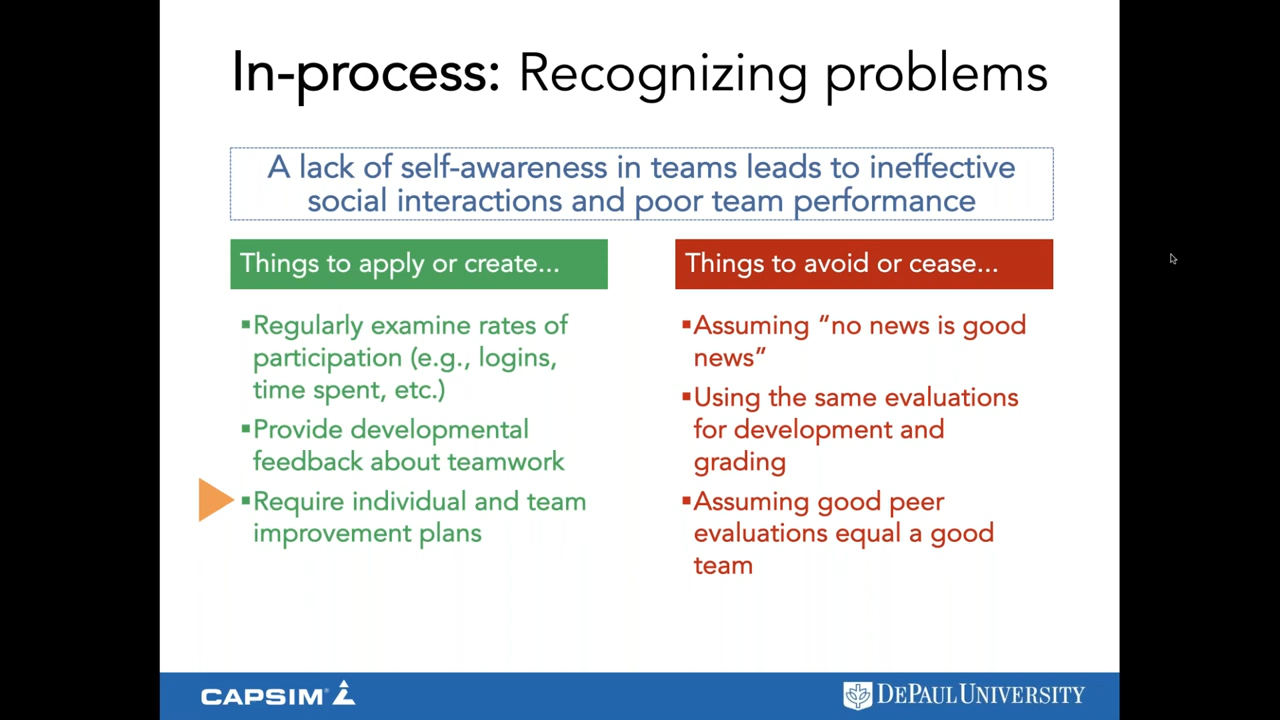 In-process: Recognizing problems
A lack of self-awareness in teams leads to ineffective
social interactions and poor team performance
Things to apply or create...
▪Regularly examine rates of
participation (e.g., logins,
time spent, etc.)
▪Provide developmental
feedback about teamwork
▪Require individual and team
improvement plans
Things to avoid or cease...
▪Assuming “no news is good
news”
▪Using the same evaluations
for development and
grading
▪Assuming good peer
evaluations equal a good
team
CAPSIM®
DEPAUL UNIVERSITY